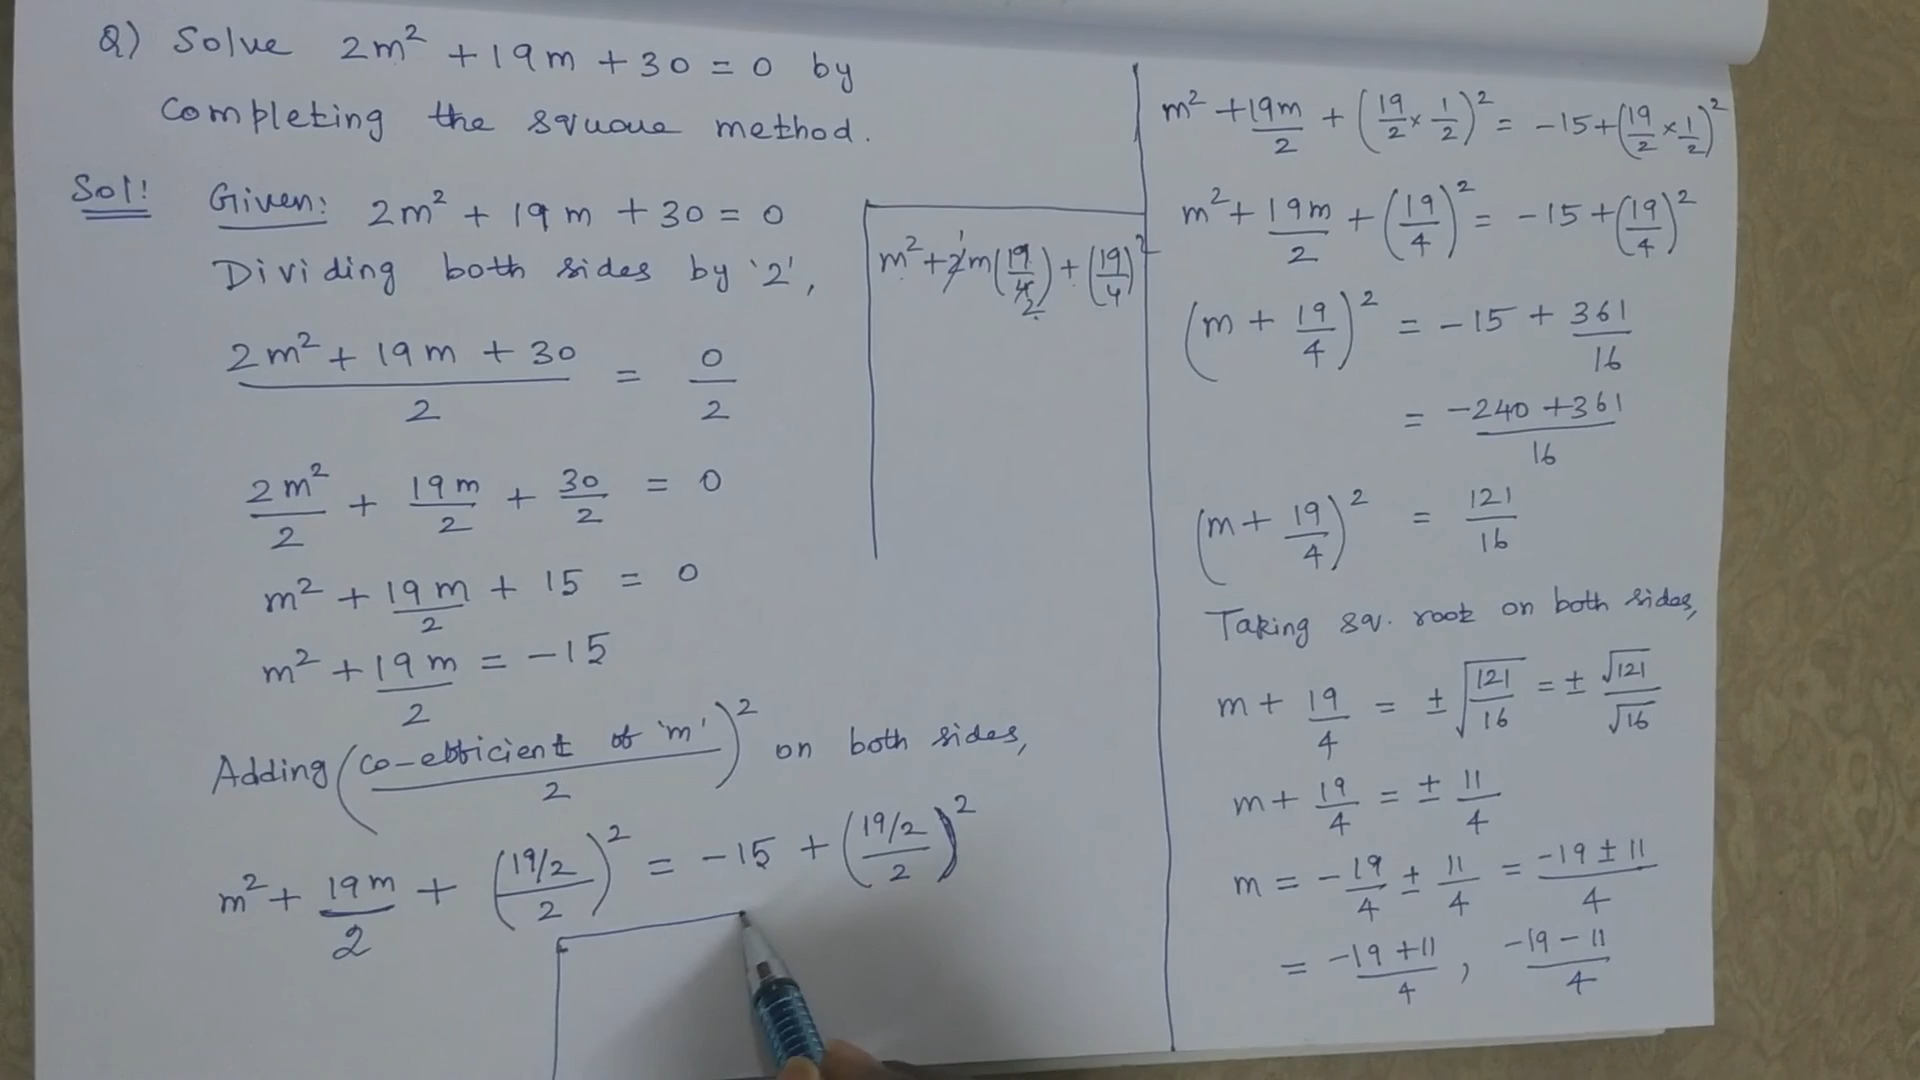 Q) Solve 2m² + 19m + 30 = 0 by
completing the square method.
Sol! Given: 2m² + 19m + 30 = 0
Dividing both sides by '2',
(2m² + 19m + 30)/2 = 0/2
2m²/2 + 19m/2 + 30/2 = 0
m² + 19m/2 + 15 = 0
m² + 19m/2 = -15
Adding (co-efficient of 'm'/2)² on both sides,
m² + 19m/2 + ((19/2)/2)² = -15 + ((19/2)/2)²
m² + 2m(19/4) + (19/4)²
1
2
m² + 19m/2 + (19/2 × 1/2)² = -15 + (19/2 × 1/2)²
m² + 19m/2 + (19/4)² = -15 + (19/4)²
(m + 19/4)² = -15 + 361/16
= (-240 + 361)/16
(m + 19/4)² = 121/16
Taking sq. root on both sides,
m + 19/4 = ±√(121/16) = ± √121/√16
m + 19/4 = ± 11/4
m = -19/4 ± 11/4 = (-19 ± 11)/4
= (-19 + 11)/4 , (-19 - 11)/4